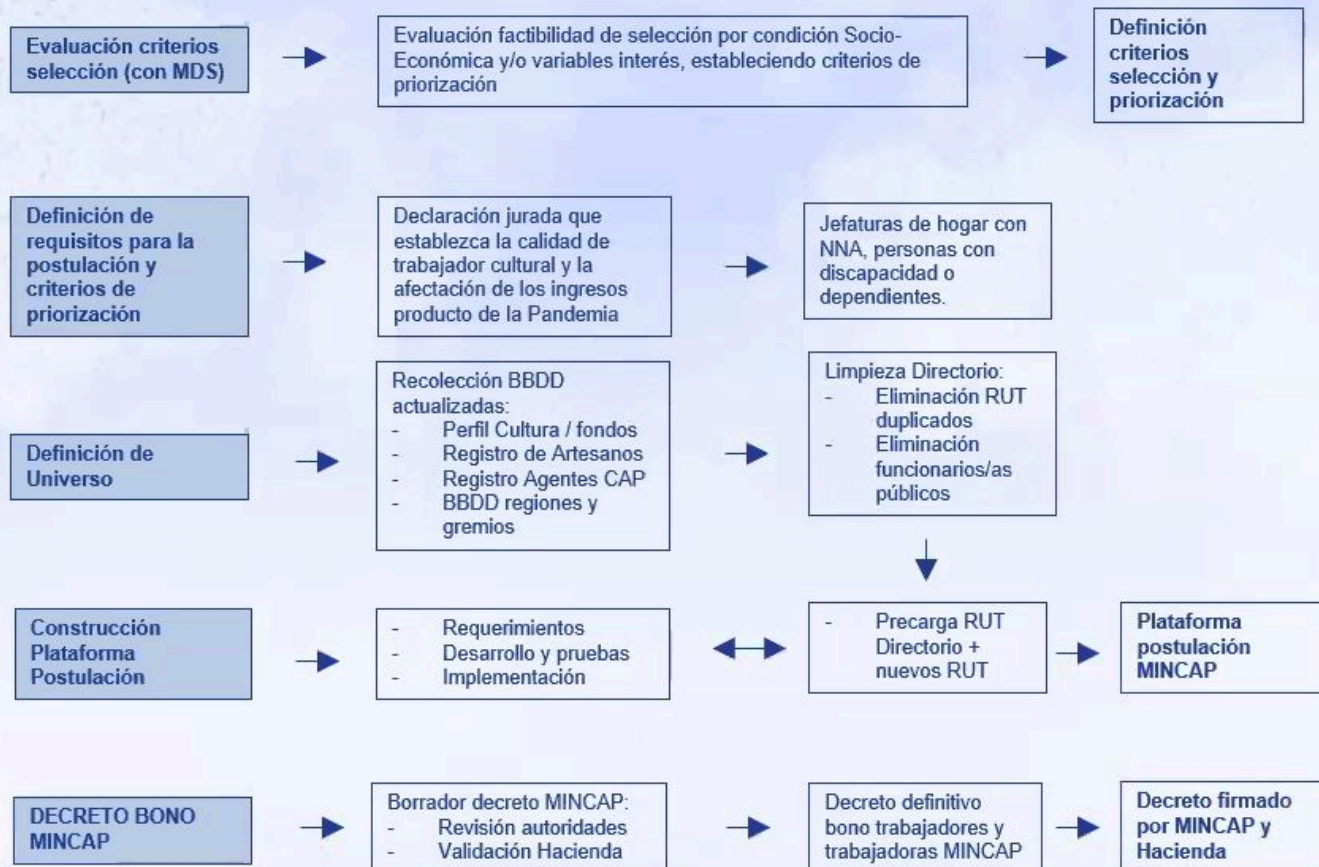 Evaluación criterios
selección (con MDS)
Evaluación factibilidad de selección por condición Socio-
Económica y/o variables interés, estableciendo criterios de
priorización
Definición
criterios
selección y
priorización
Definición de
requisitos para la
postulación y
criterios de
priorización
Declaración jurada que
establezca la calidad de
trabajador cultural y la
afectación de los ingresos
producto de la Pandemia
Jefaturas de hogar con
NNA, personas con
discapacidad o
dependientes.
Definición de
Universo
Recolección BBDD
actualizadas:
- Perfil Cultura / fondos
- Registro de Artesanos
- Registro Agentes CAP
- BBDD regiones y
gremios
Limpieza Directorio:
- Eliminación RUT
duplicados
- Eliminación
funcionarios/as
públicos
Construcción
Plataforma
Postulación
- Requerimientos
- Desarrollo y pruebas
- Implementación
- Precarga RUT
Directorio +
nuevos RUT
Plataforma
postulación
MINCAP
DECRETO BONO
MINCAP
Borrador decreto MINCAP:
- Revisión autoridades
- Validación Hacienda
Decreto definitivo
bono trabajadores y
trabajadoras MINCAP
Decreto firmado
por MINCAP y
Hacienda